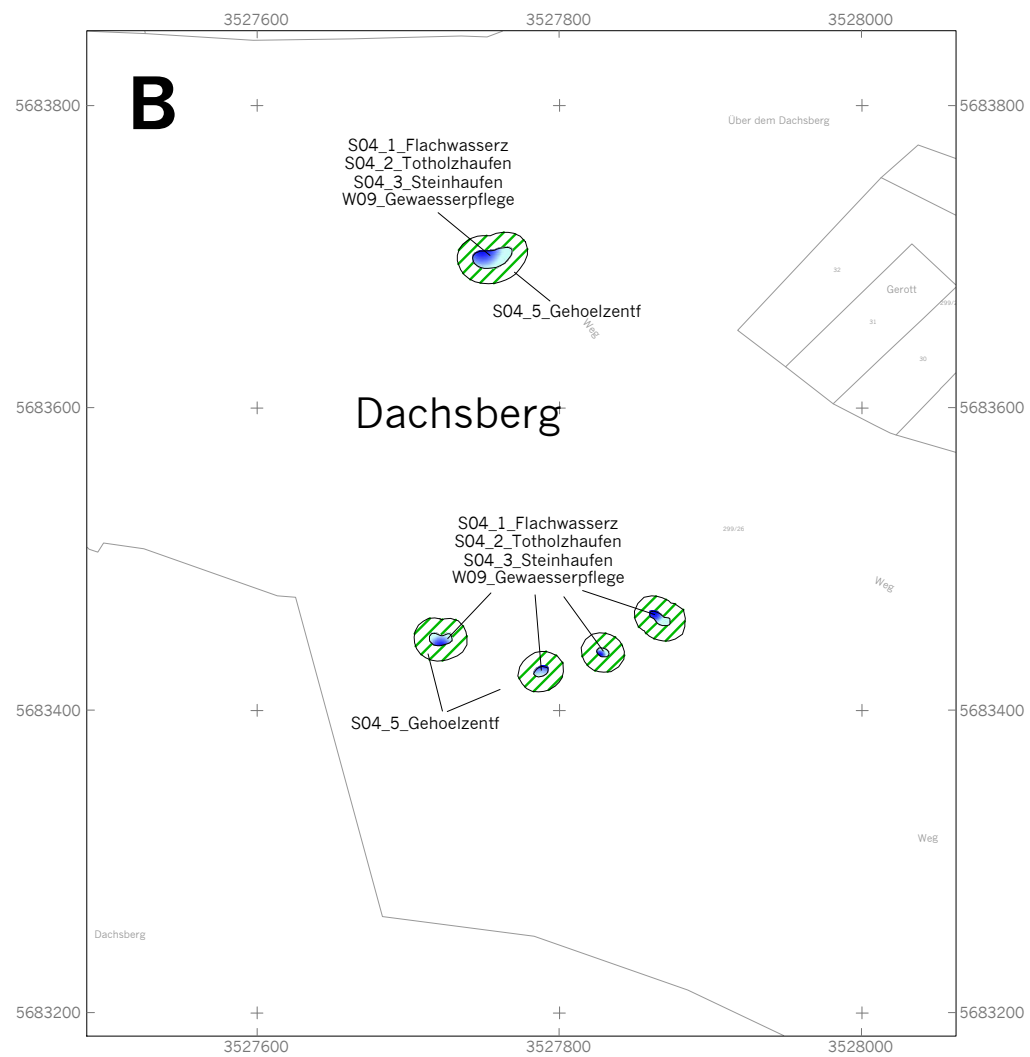 3527600
3527800
3528000
B
5683800
5683800
Über dem Dachsberg
S04_1_Flachwasserz
S04_2_Totholzhaufen
S04_3_Steinhaufen
W09_Gewaesserpflege
32
Gerott
299/
S04_5_Gehoelzentf
31
Weg
30
5683600
Dachsberg
5683600
S04_1_Flachwasserz
299/26
S04_2_Totholzhaufen
S04_3_Steinhaufen
W09_Gewaesserpflege
Weg
5683400
5683400
S04_5_Gehoelzentf
Weg
Dachsberg
5683200
5683200
3527600
3527800
3528000